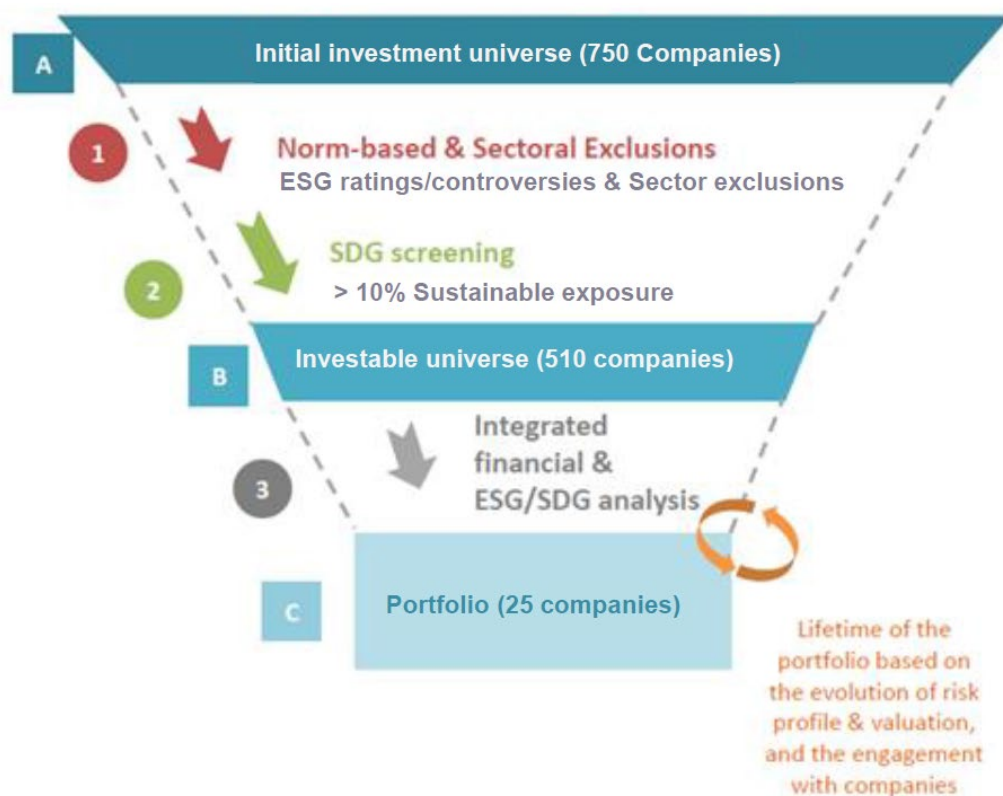 A
Initial investment universe (750 Companies)
1
Norm-based & Sectoral Exclusions
ESG ratings/controversies & Sector exclusions
2
SDG screening
> 10% Sustainable exposure
B
Investable universe (510 companies)
3
Integrated
financial &
ESG/SDG analysis
C
Portfolio (25 companies)
Lifetime of the
portfolio based on
the evolution of risk
profile & valuation,
and the engagement
with companies